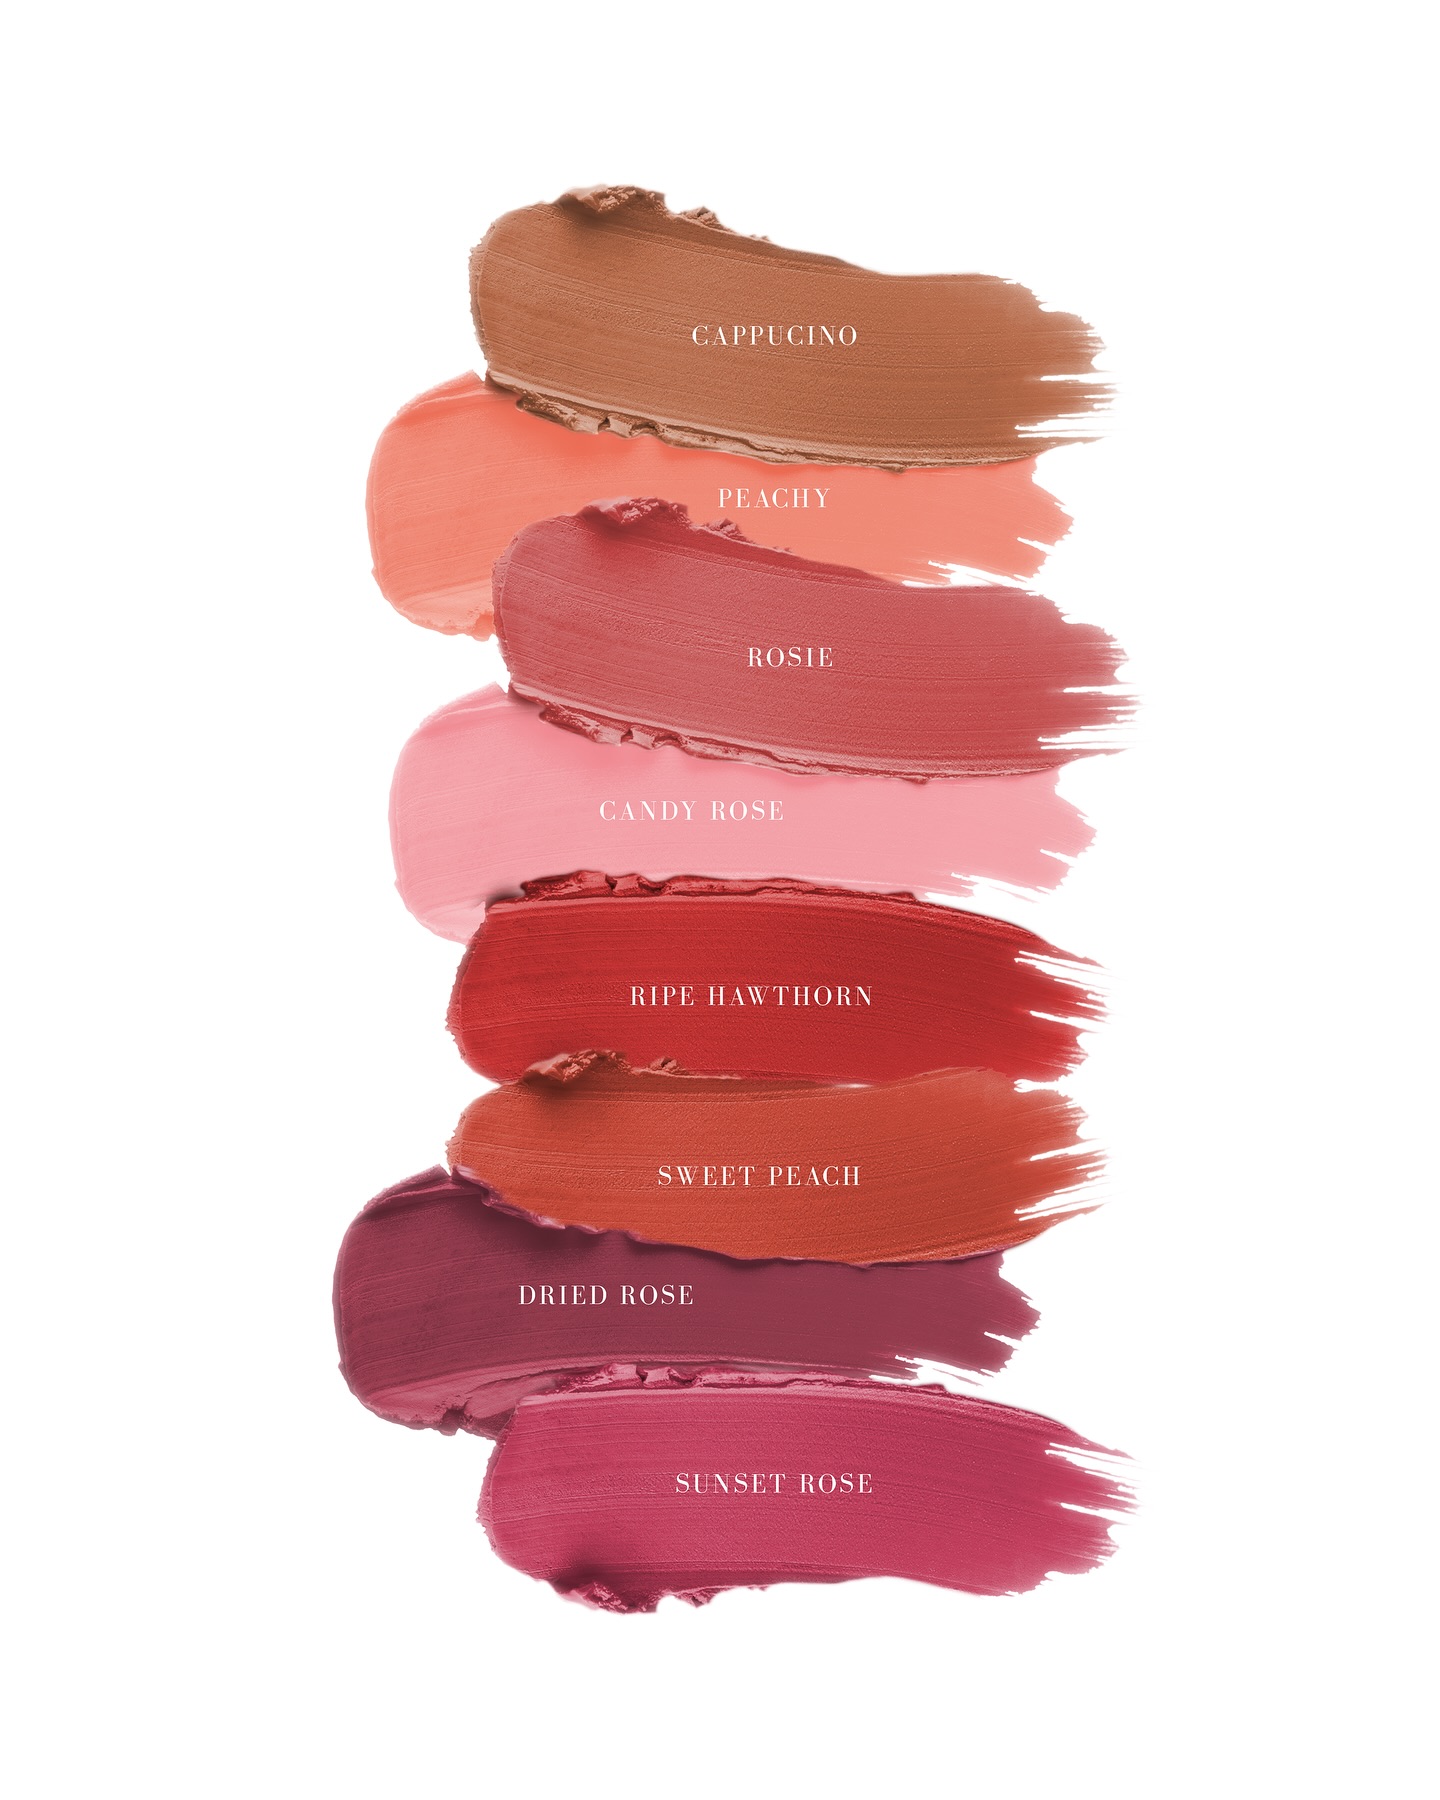 CAPPUCINO
PEACHY
ROSIE
CANDY ROSE
RIPE HAWTHORN
SWEET PEACH
DRIED ROSE
SUNSET ROSE